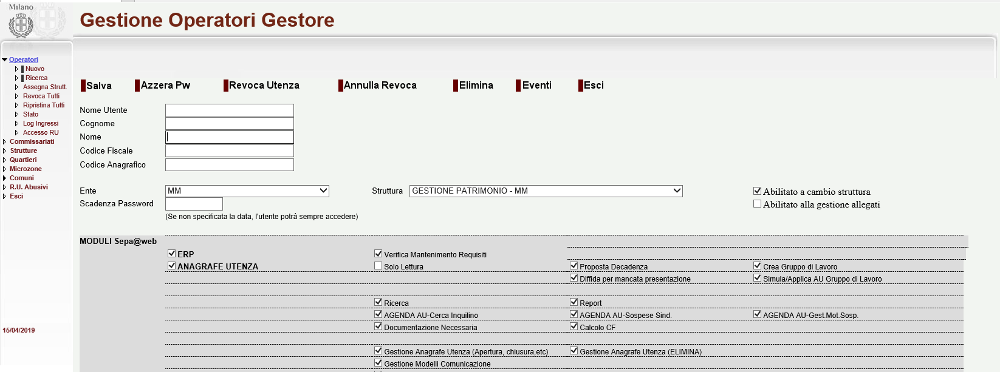 Milano
Gestione Operatori Gestore
Operatori
Nuovo
Ricerca
Assegna Strutt.
Revoca Tutti
Ripristina Tutti
Stato
Log Ingressi
Accesso RU
Commissariati
Strutture
Quartieri
Microzone
Comuni
R.U. Abusivi
Esci
15/04/2019
Salva Azzera Pw Revoca Utenza Annulla Revoca Elimina Eventi Esci
Nome Utente
Cognome
Nome
Codice Fiscale
Codice Anagrafico
Ente MM Struttura GESTIONE PATRIMONIO - MM Abilitato a cambio struttura
Scadenza Password Abilitato alla gestione allegati
(Se non specificata la data, l'utente potrà sempre accedere)
MODULI Sepa@web
ERP Verifica Mantenimento Requisiti
ANAGRAFE UTENZA Solo Lettura Proposta Decadenza Crea Gruppo di Lavoro
Diffida per mancata presentazione Simula/Applica AU Gruppo di Lavoro
Ricerca Report
AGENDA AU-Cerca Inquilino AGENDA AU-Sospese Sind. AGENDA AU-Gest.Mot.Sosp.
Documentazione Necessaria Calcolo CF
Gestione Anagrafe Utenza (Apertura, chiusura,etc) Gestione Anagrafe Utenza (ELIMINA)
Gestione Modelli Comunicazione